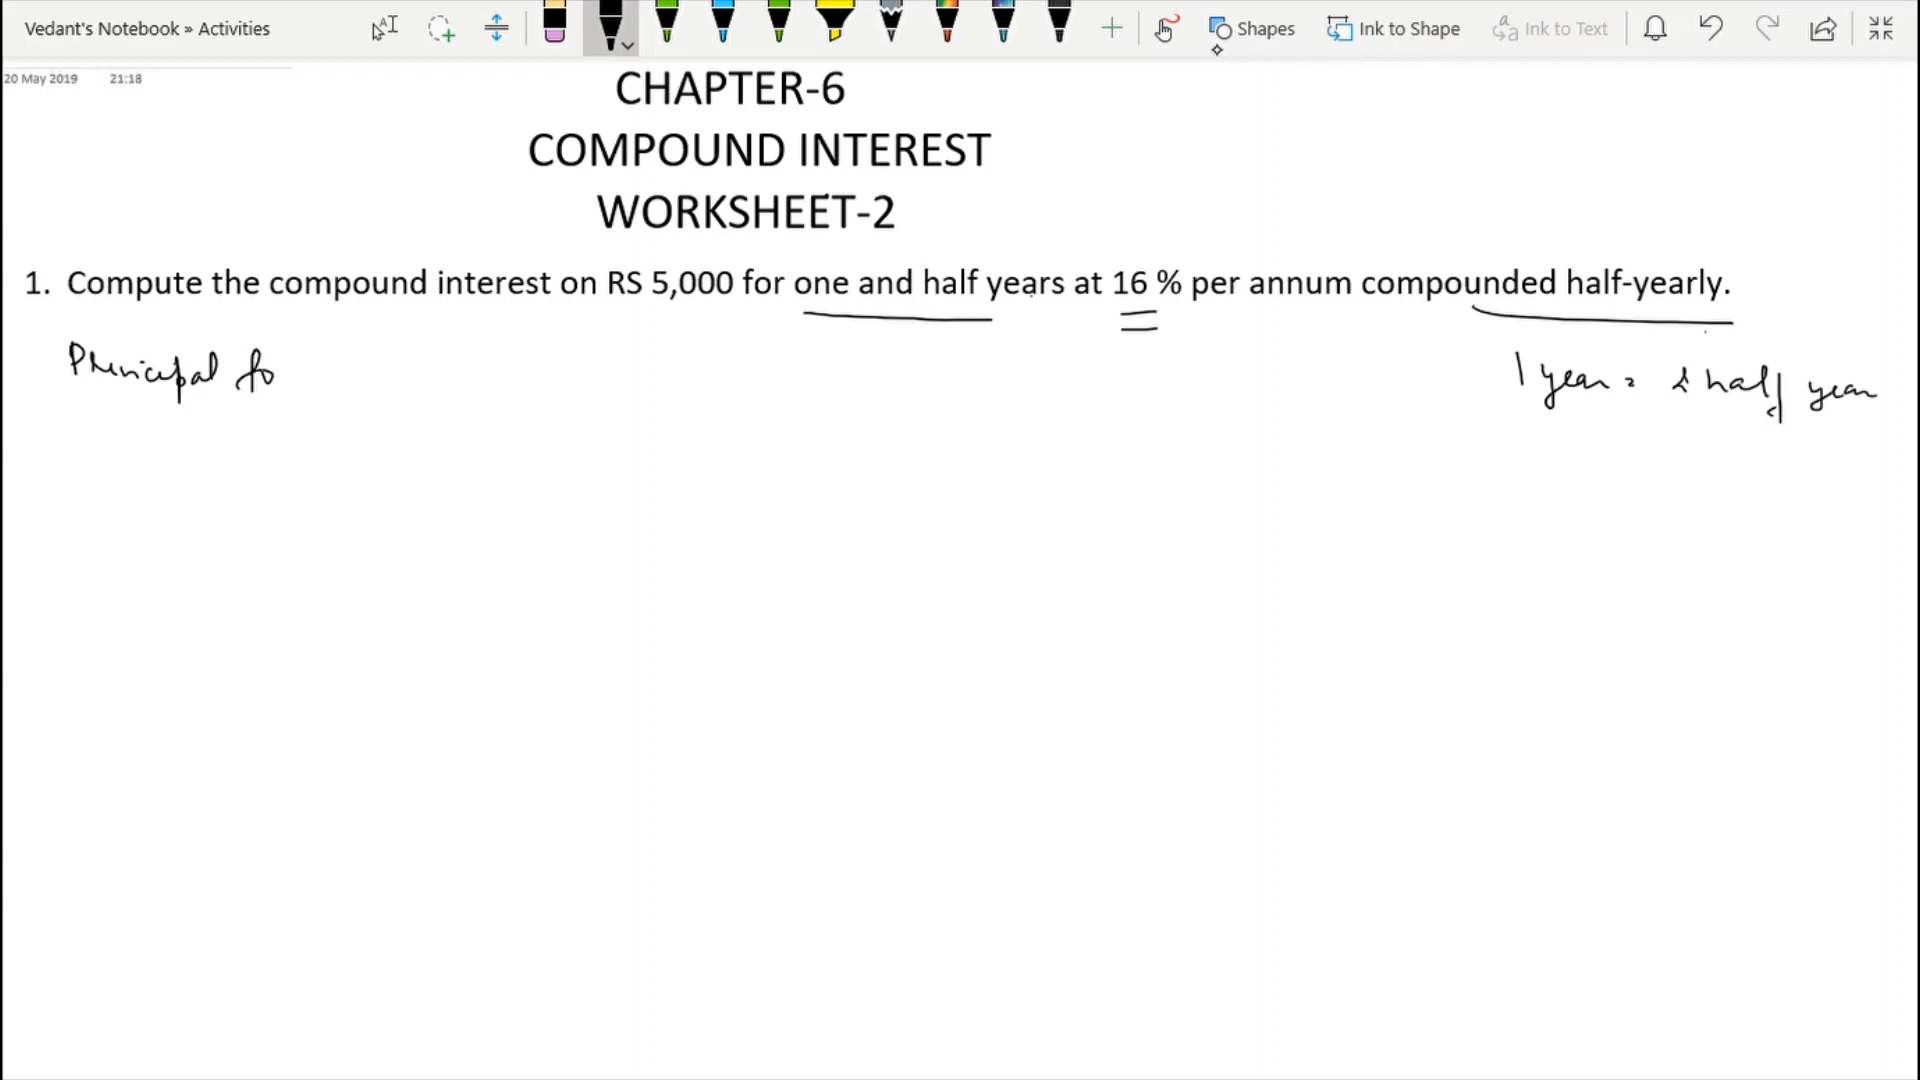 Vedant's Notebook » Activities
Shapes
Ink to Shape
Ink to Text
20 May 2019 21:18
CHAPTER-6
COMPOUND INTEREST
WORKSHEET-2
1. Compute the compound interest on RS 5,000 for one and half years at 16 % per annum compounded half-yearly.
Principal fo
1 year = 2 half year